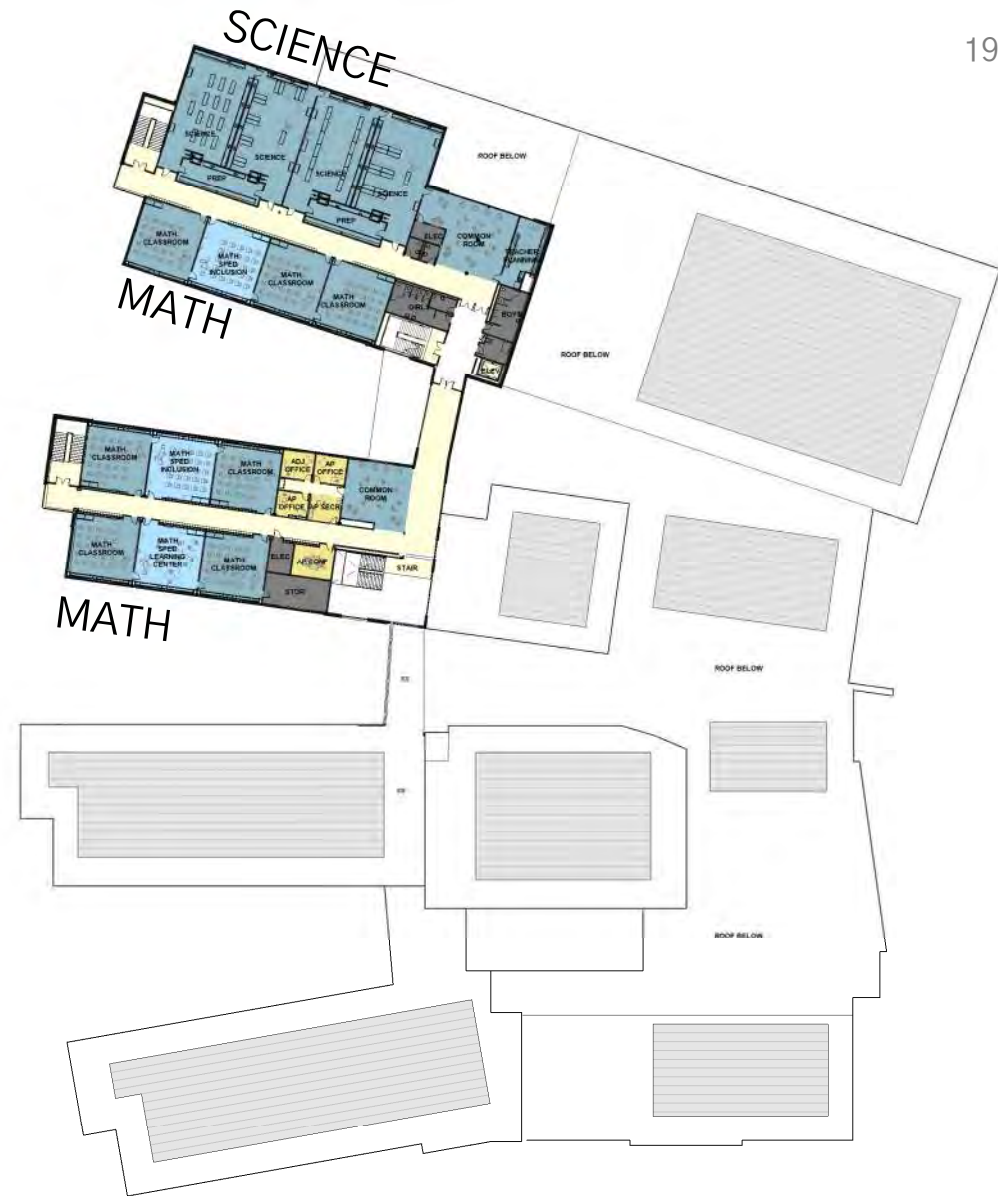 SCIENCE
19
ROOF BELOW
SCIENCE
SCIENCE
SCIENCE
SCIENCE
PREP
PREP
ELEC
COMMON
ROOM
TEACHER
PLANNING
MATH
CLASSROOM
MATH
SPED
INCLUSION
MATH
CLASSROOM
MATH
CLASSROOM
GIRLS
BOYS
ELEV
MATH
ROOF BELOW
MATH
CLASSROOM
MATH
SPED
INCLUSION
MATH
CLASSROOM
ADJ
OFFICE
AP
OFFICE
AP
OFFICE
AP SECR
COMMON
ROOM
MATH
CLASSROOM
MATH
SPED
LEARNING
CENTER
MATH
CLASSROOM
ELEC
AP CONF
STAIR
STOR
MATH
ROOF BELOW
ROOF BELOW